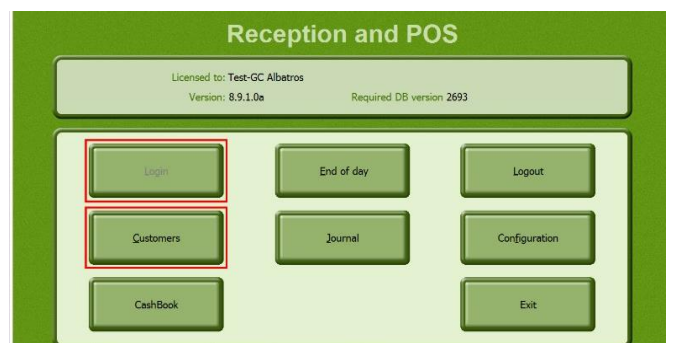 Reception and POS
Licensed to: Test-GC Albatros
Version: 8.9.1.0a Required DB version 2693
Login End of day Logout
Customers Journal Configuration
CashBook Exit